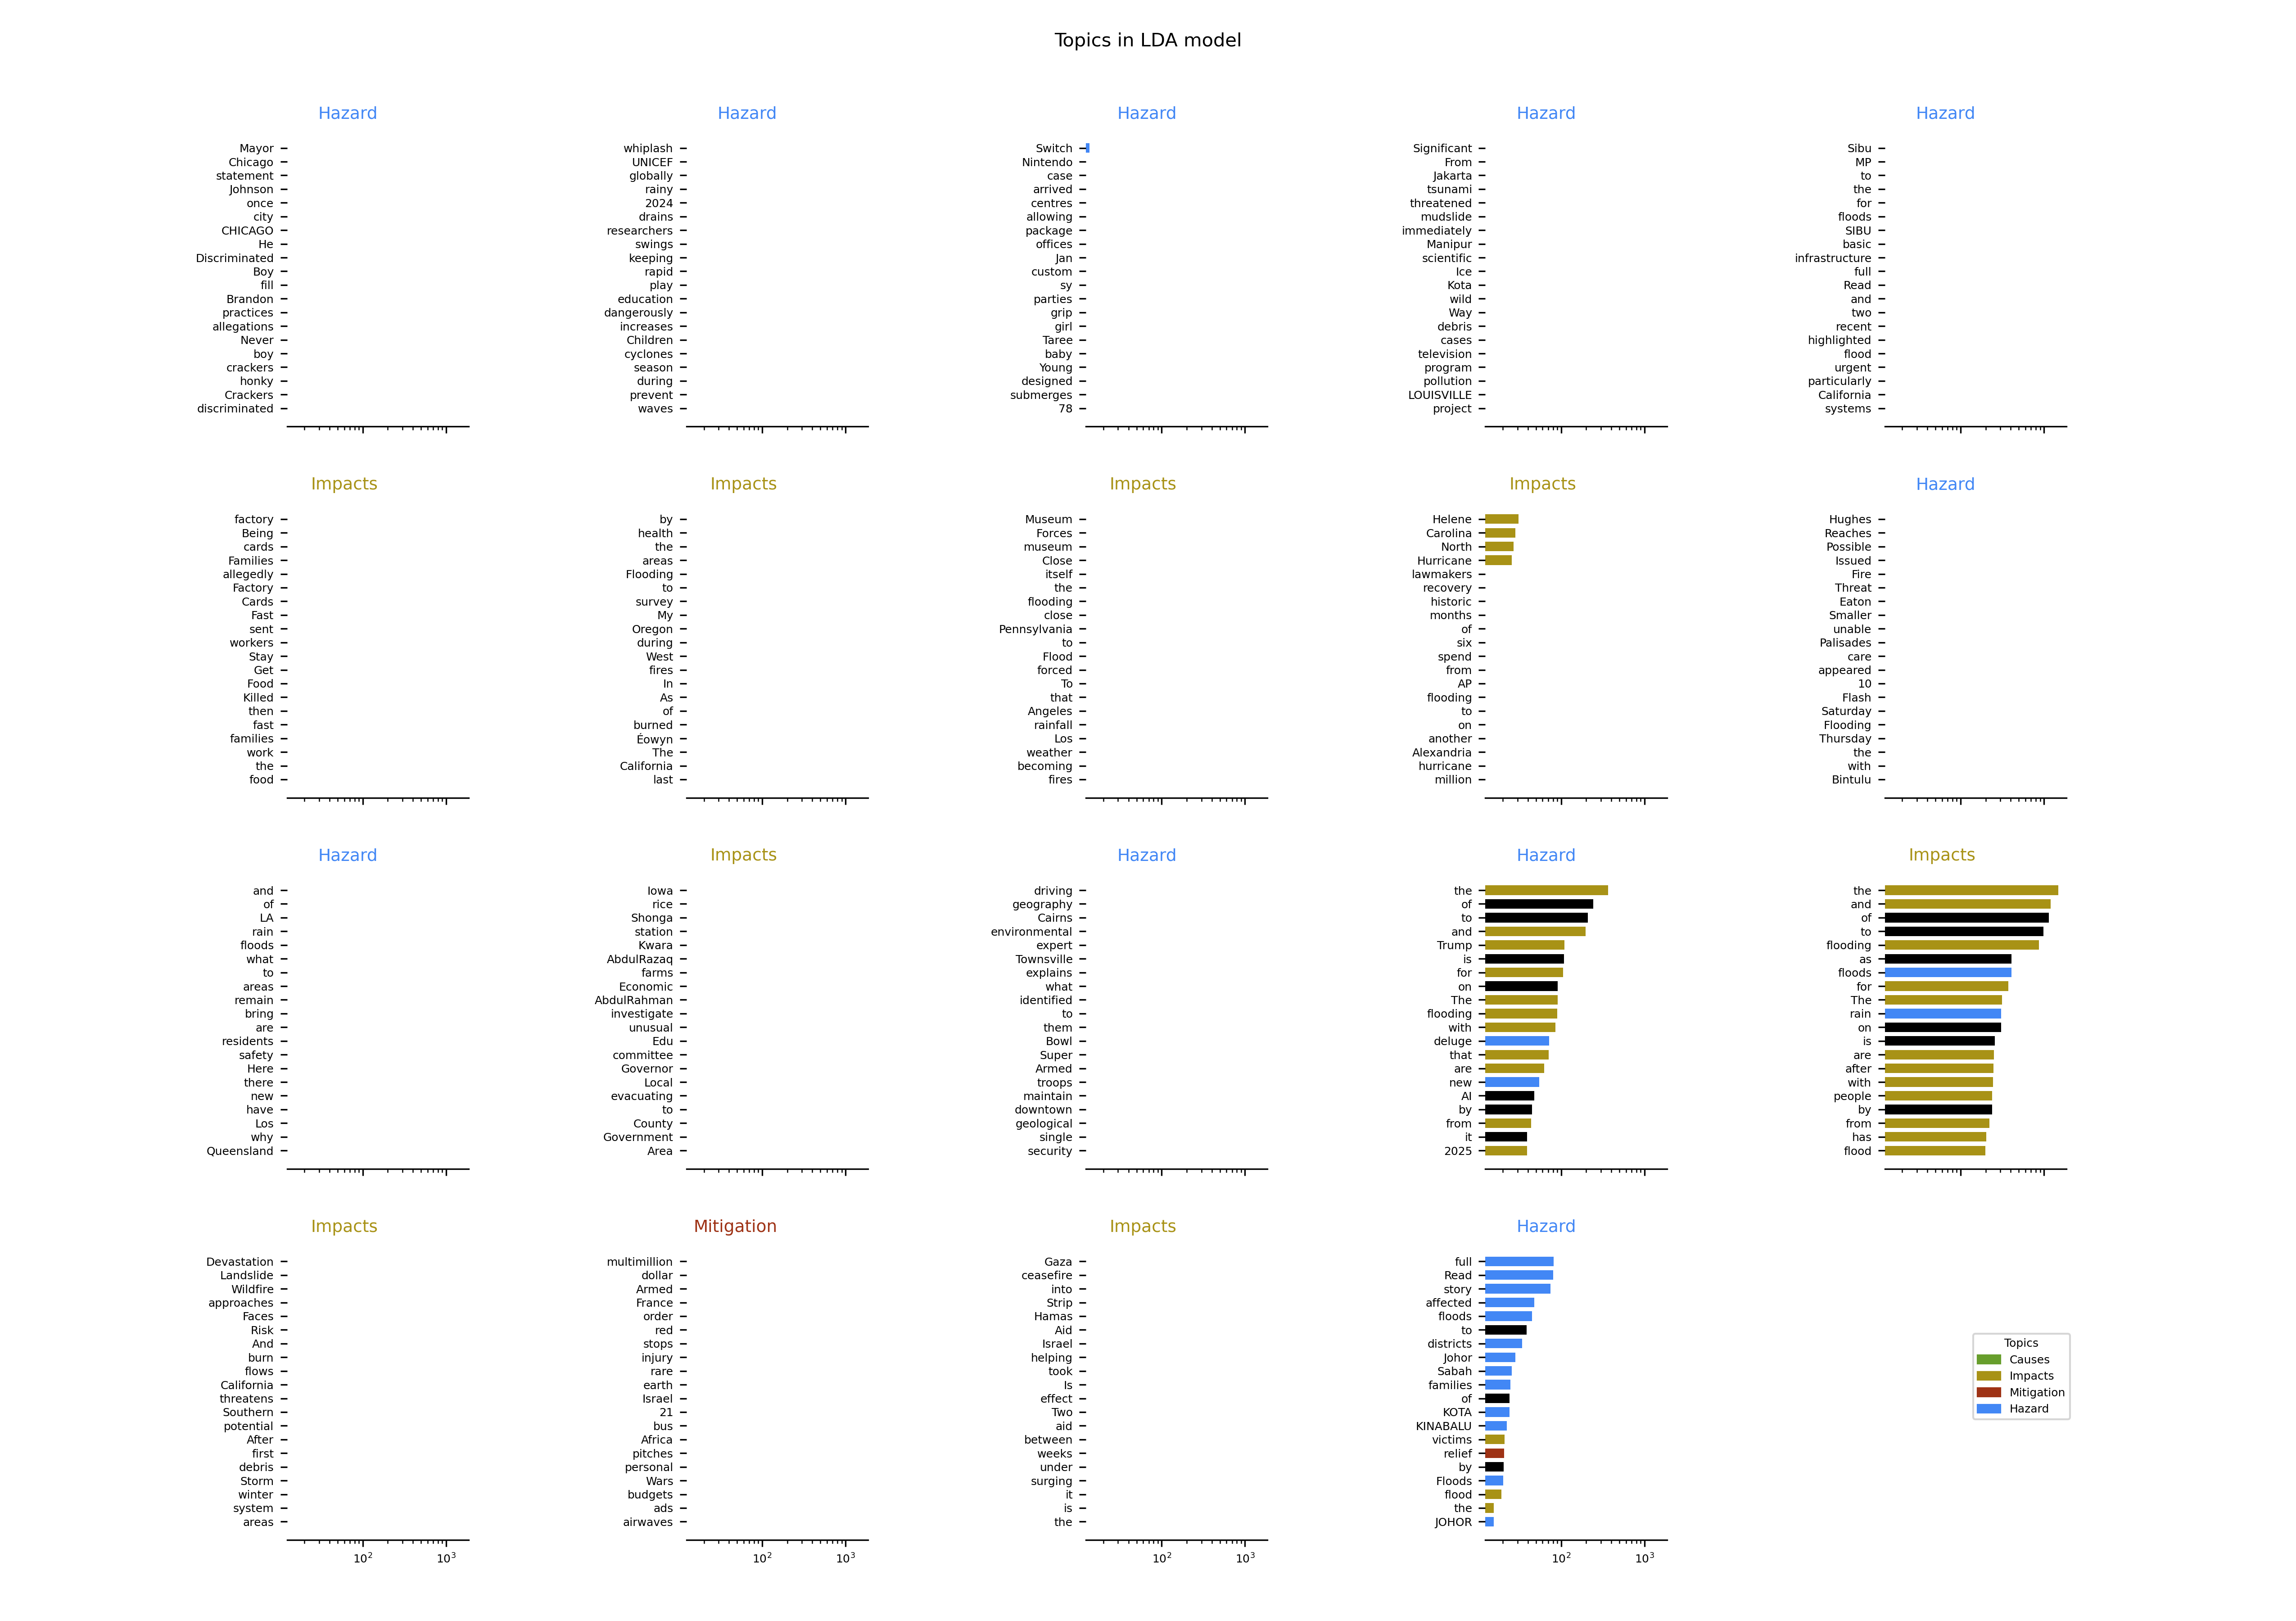 Topics in LDA model
Hazard
Mayor
Chicago
statement
Johnson
once
city
CHICAGO
He
Discriminated
Boy
fill
Brandon
practices
allegations
Never
boy
crackers
honky
Crackers
discriminated
Hazard
whiplash
UNICEF
globally
rainy
2024
drains
researchers
swings
keeping
rapid
play
education
dangerously
increases
Children
cyclones
season
during
prevent
waves
Hazard
Switch
Nintendo
case
arrived
centres
allowing
package
offices
Jan
custom
sy
parties
grip
girl
Taree
baby
Young
designed
submerges
78
Hazard
Significant
From
Jakarta
tsunami
threatened
mudslide
immediately
Manipur
scientific
Ice
Kota
wild
Way
debris
cases
television
program
pollution
LOUISVILLE
project
Hazard
Sibu
MP
to
the
for
floods
SIBU
basic
infrastructure
full
Read
and
two
recent
highlighted
flood
urgent
particularly
California
systems
Impacts
factory
Being
cards
Families
allegedly
Factory
Cards
Fast
sent
workers
Stay
Get
Food
Killed
then
fast
families
work
the
food
Impacts
by
health
the
areas
Flooding
to
survey
My
Oregon
during
West
fires
In
As
of
burned
Éowyn
The
California
last
Impacts
Museum
Forces
museum
Close
itself
the
flooding
close
Pennsylvania
to
Flood
forced
To
that
Angeles
rainfall
Los
weather
becoming
fires
Impacts
Helene
Carolina
North
Hurricane
lawmakers
recovery
historic
months
of
six
spend
from
AP
flooding
to
on
another
Alexandria
hurricane
million
Hazard
Hughes
Reaches
Possible
Issued
Fire
Threat
Eaton
Smaller
unable
Palisades
care
appeared
10
Flash
Saturday
Flooding
Thursday
the
with
Bintulu
Hazard
and
of
LA
rain
floods
what
to
areas
remain
bring
are
residents
safety
Here
there
new
have
Los
why
Queensland
Impacts
Iowa
rice
Shonga
station
Kwara
AbdulRazaq
farms
Economic
AbdulRahman
investigate
unusual
Edu
committee
Governor
Local
evacuating
to
County
Government
Area
Hazard
driving
geography
Cairns
environmental
expert
Townsville
explains
what
identified
to
them
Bowl
Super
Armed
troops
maintain
downtown
geological
single
security
Hazard
the
of
to
and
Trump
is
for
on
The
flooding
with
deluge
that
are
new
AI
by
from
it
2025
Impacts
the
and
of
to
flooding
as
floods
for
The
rain
on
is
are
after
with
people
by
from
has
flood
Impacts
Devastation
Landslide
Wildfire
approaches
Faces
Risk
And
burn
flows
California
threatens
Southern
potential
After
first
debris
Storm
winter
system
areas
10² 10³
Mitigation
multimillion
dollar
Armed
France
order
red
stops
injury
rare
earth
Israel
21
bus
Africa
pitches
personal
Wars
budgets
ads
airwaves
10² 10³
Impacts
Gaza
ceasefire
into
Strip
Hamas
Aid
Israel
helping
took
Is
effect
Two
aid
between
weeks
under
surging
it
is
the
10² 10³
Hazard
full
Read
story
affected
floods
to
districts
Johor
Sabah
families
of
KOTA
KINABALU
victims
relief
by
Floods
flood
the
JOHOR
10² 10³
Topics
Causes
Impacts
Mitigation
Hazard